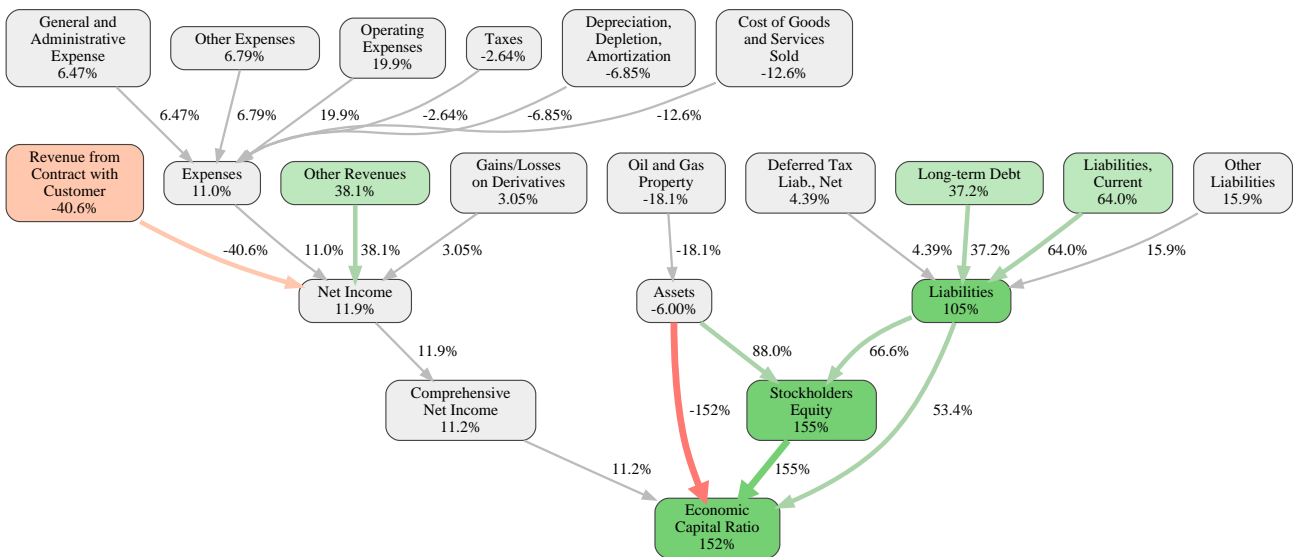 General and
Administrative
Expense
6.47%
Other Expenses
6.79%
Operating
Expenses
19.9%
Taxes
-2.64%
Depreciation,
Depletion,
Amortization
-6.85%
Cost of Goods
and Services
Sold
-12.6%
6.47%
6.79%
19.9%
-2.64%
-6.85%
-12.6%
Revenue from
Contract with
Customer
-40.6%
Expenses
11.0%
Other Revenues
38.1%
Gains/Losses
on Derivatives
3.05%
Oil and Gas
Property
-18.1%
Deferred Tax
Liab., Net
4.39%
Long-term Debt
37.2%
Liabilities,
Current
64.0%
Other
Liabilities
15.9%
-40.6%
11.0%
38.1%
3.05%
-18.1%
4.39%
37.2%
64.0%
15.9%
Net Income
11.9%
Assets
-6.00%
Liabilities
105%
11.9%
88.0%
66.6%
Comprehensive
Net Income
11.2%
-152%
Stockholders
Equity
155%
53.4%
11.2%
155%
Economic
Capital Ratio
152%